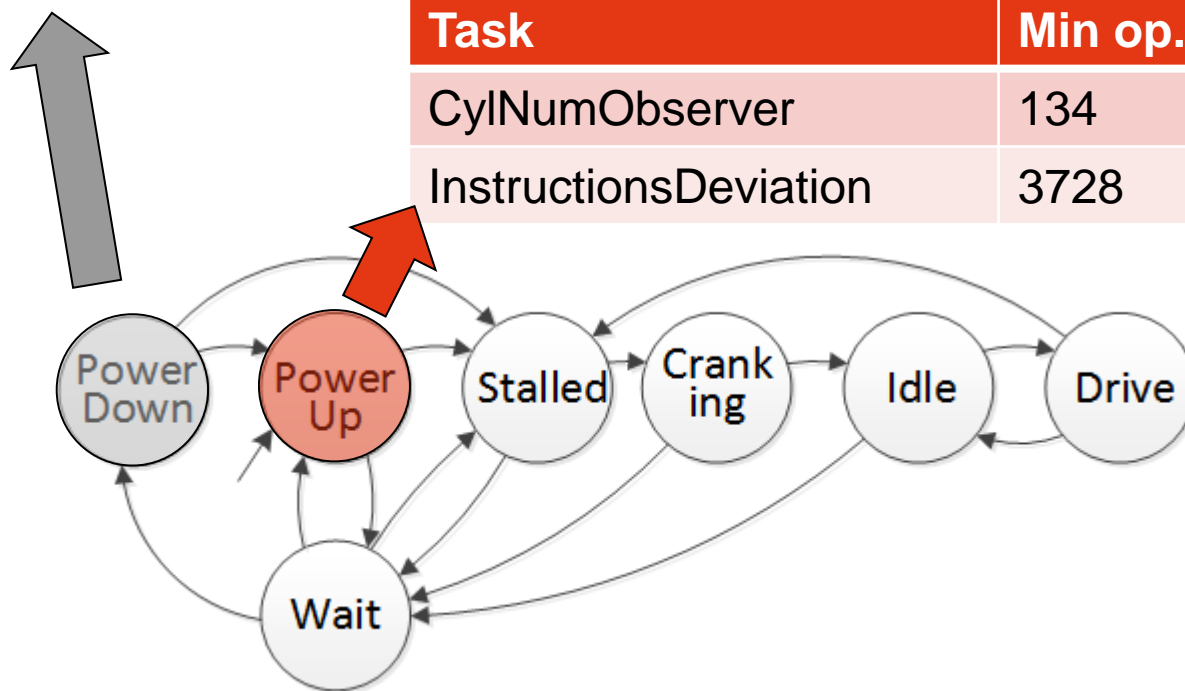 Task Min op.
CylNumObserver 134
InstructionsDeviation 3728
Power
Down
Power
Up
Stalled
Crank
ing
Idle
Drive
Wait